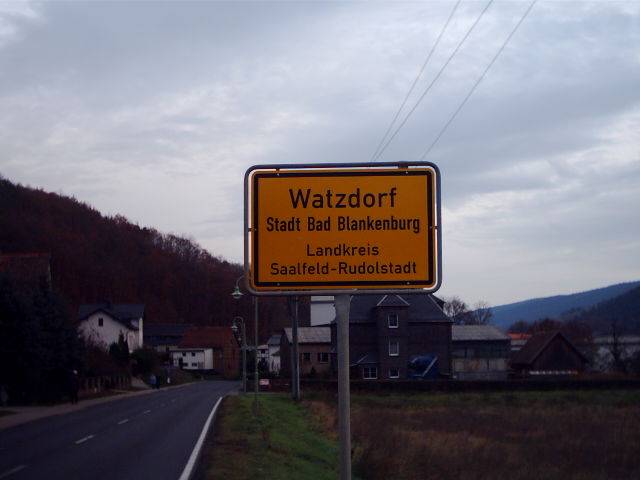 Watzdorf
Stadt Bad Blankenburg
Landkreis
Saalfeld-Rudolstadt